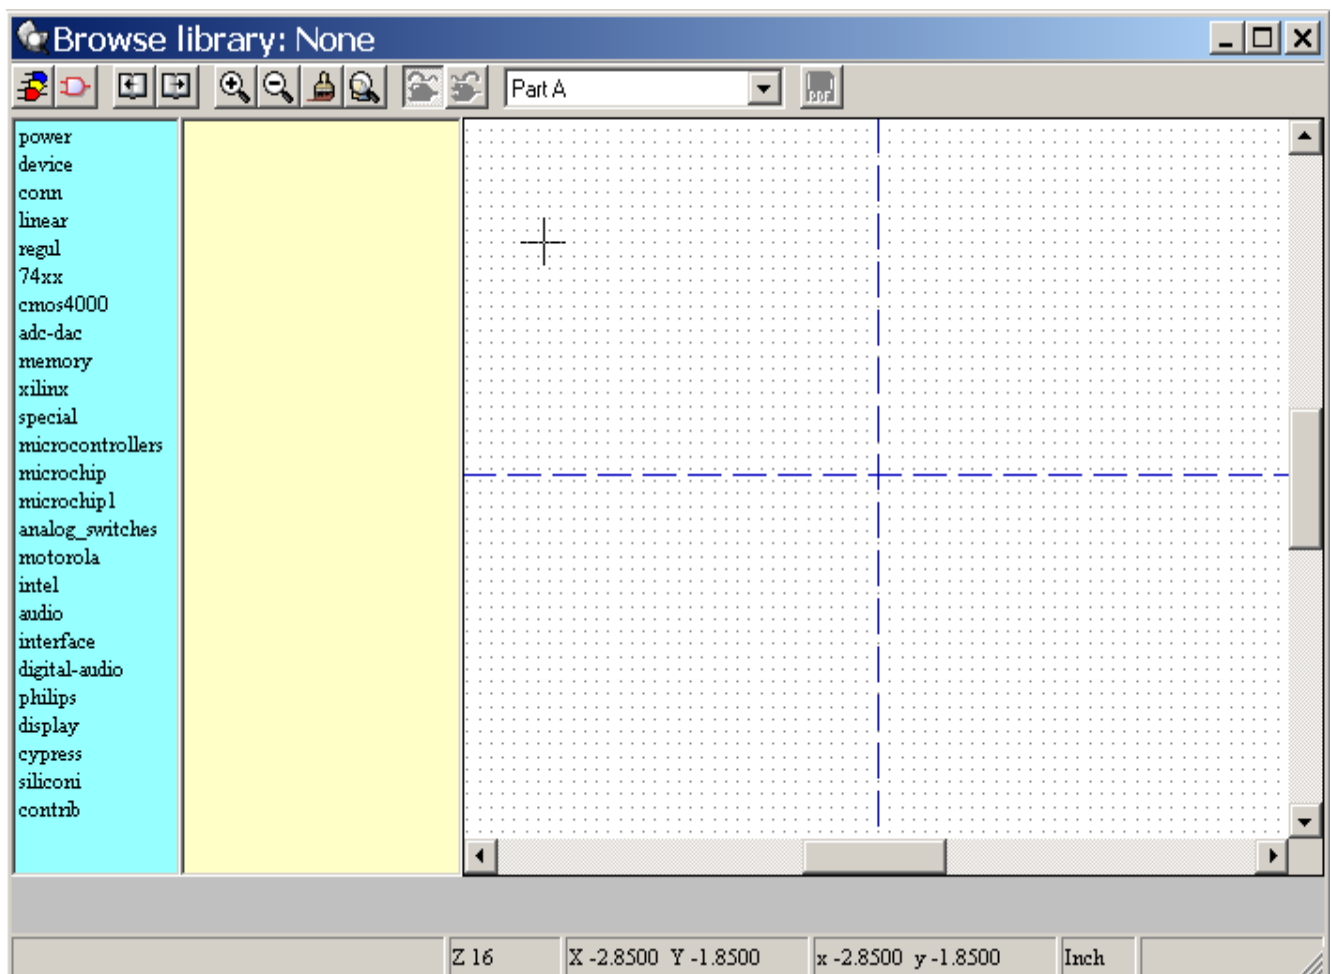 Browse library: None
Part A
PDF
power
device
conn
linear
regul
74xx
cmos4000
adc-dac
memory
xilinx
special
microcontrollers
microchip
microchip1
analog_switches
motorola
intel
audio
interface
digital-audio
philips
display
cypress
siliconi
contrib
Z 16 X -2.8500 Y -1.8500 x -2.8500 y -1.8500 Inch